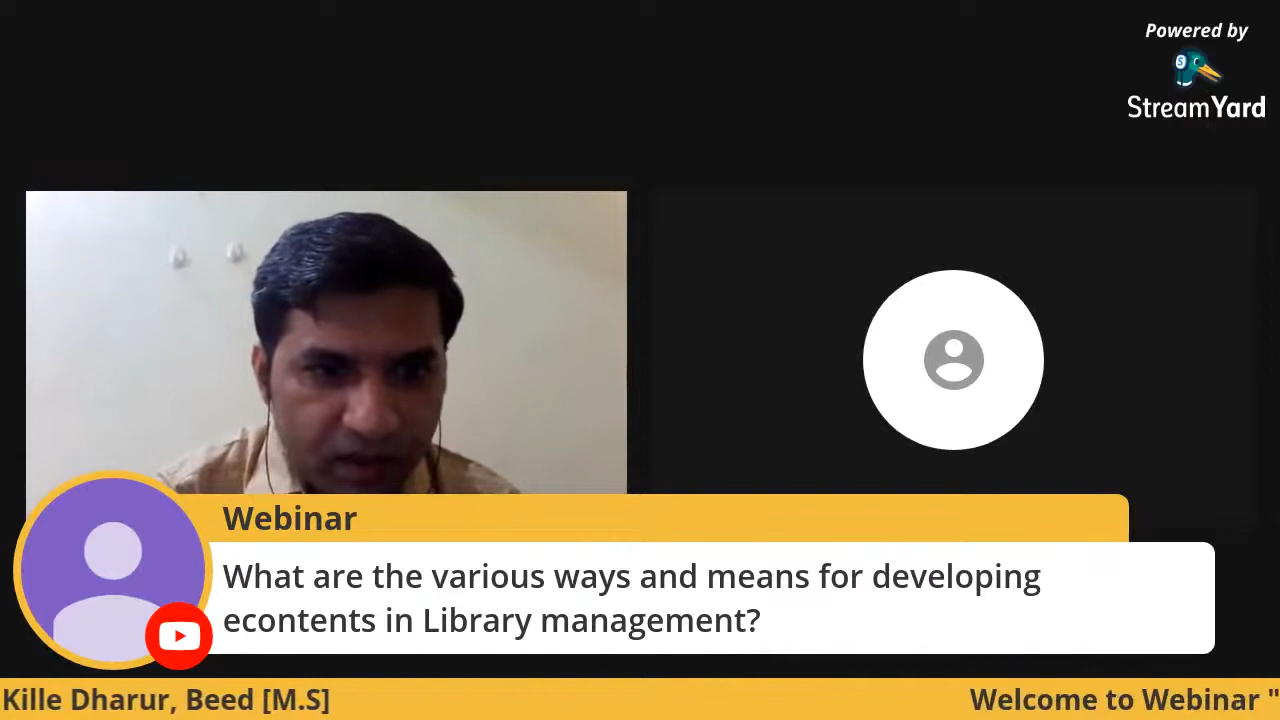 Powered by
StreamYard
Webinar
What are the various ways and means for developing
econtents in Library management?
Kille Dharur, Beed [M.S]
Welcome to Webinar "